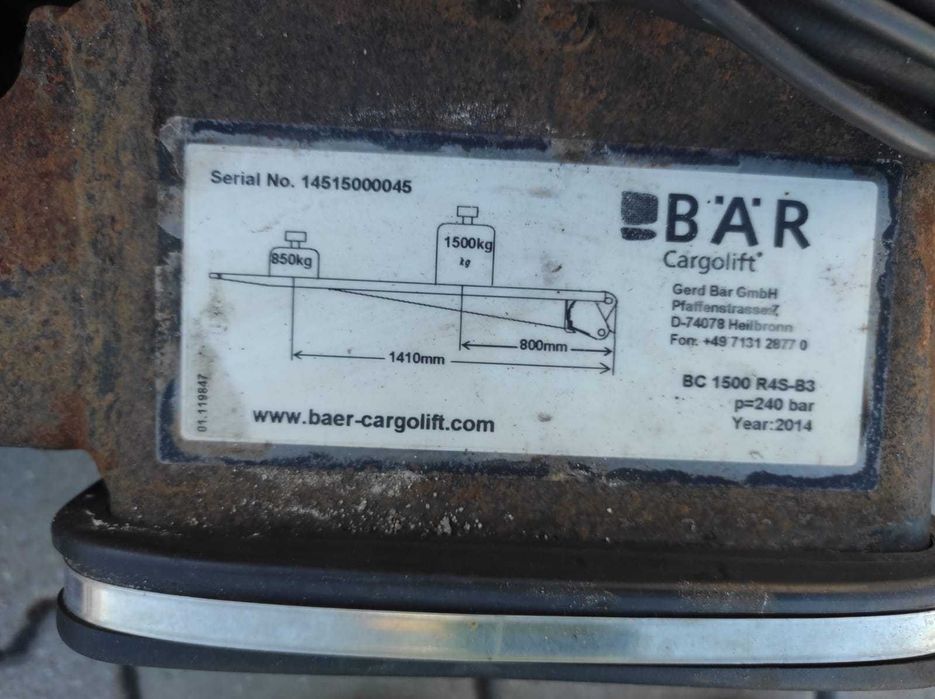 Serial No. 14515000045
850kg
1500kg
kg
800mm
1410mm
www.baer-cargolift.com
01.119847
BÄR
Cargolift
Gerd Bär GmbH
Pfaffenstrasse
D-74078 Heilbronn
Fon: +49 7131 2877 0
BC 1500 R4S-B3
p=240 bar
Year:2014